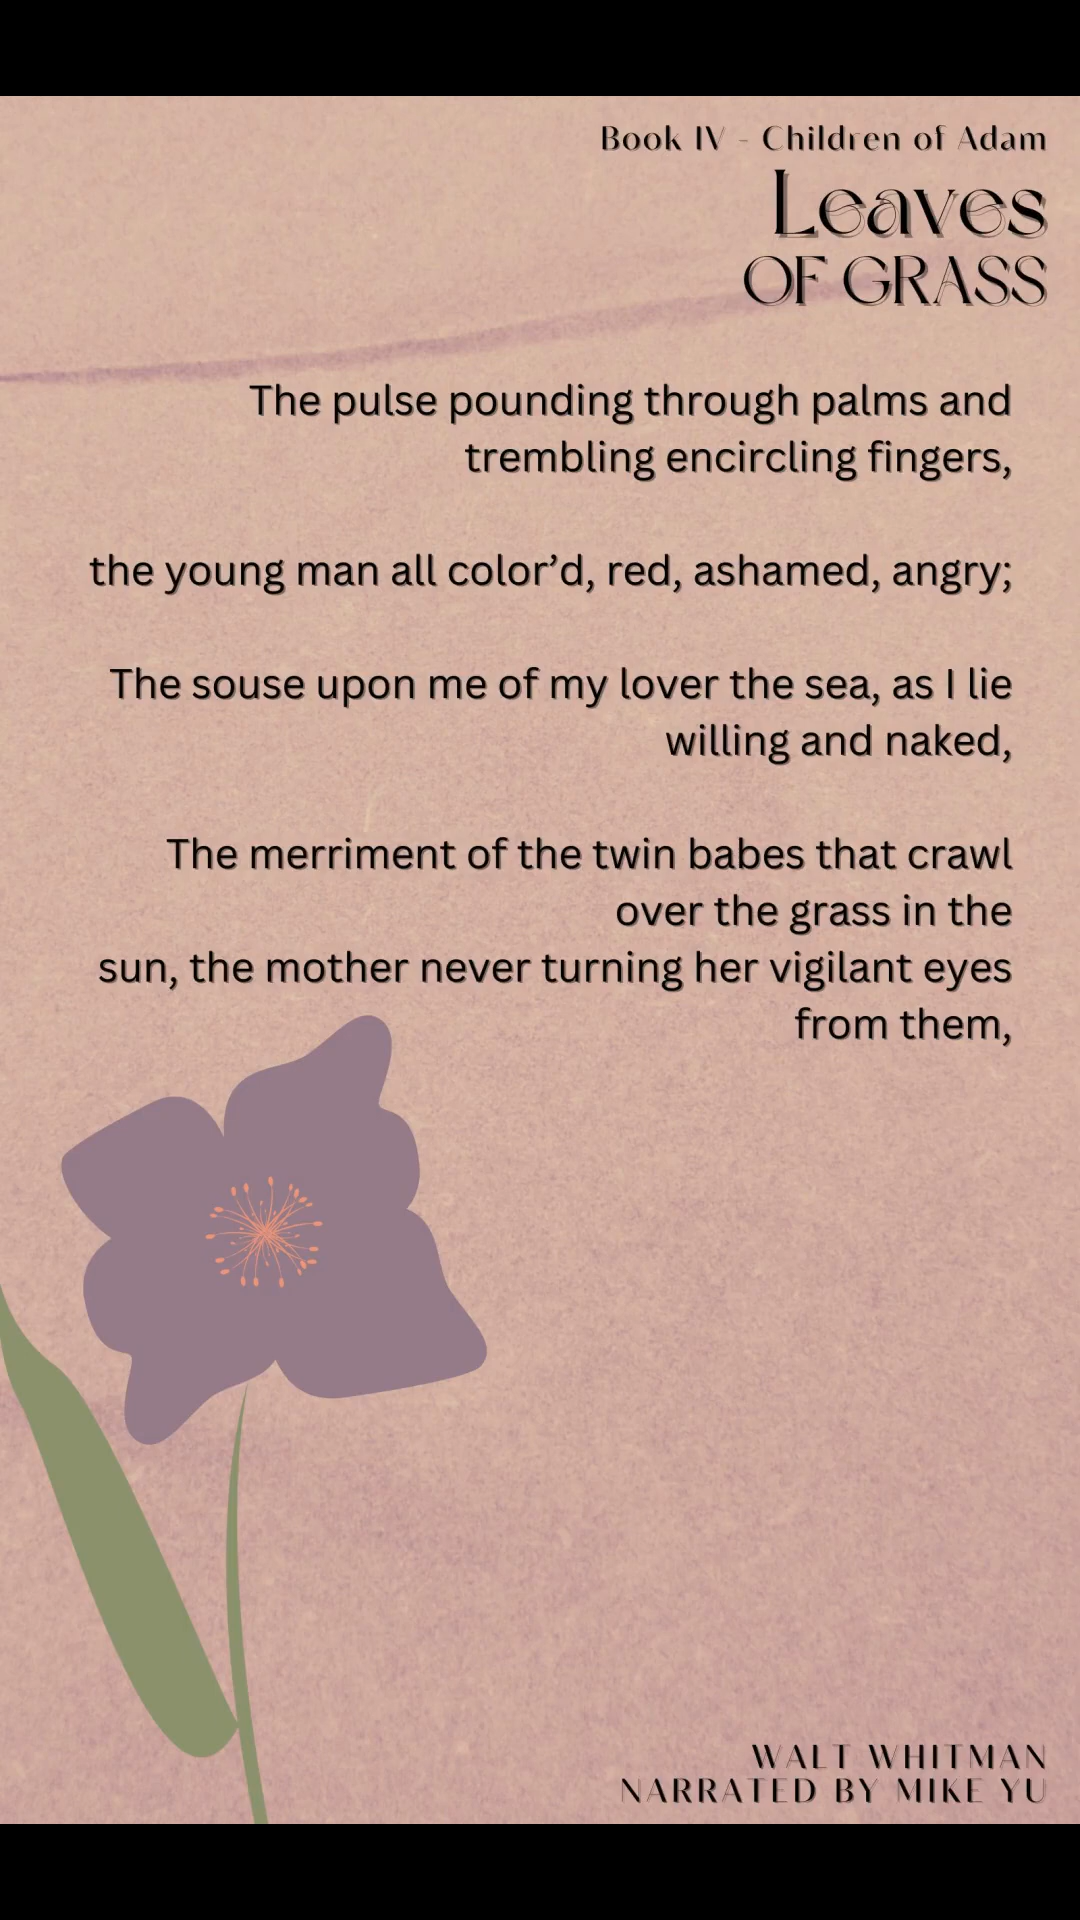 Book IV - Children of Adam
Leaves
OF GRASS
The pulse pounding through palms and
trembling encircling fingers,
the young man all color’d, red, ashamed, angry;
The souse upon me of my lover the sea, as I lie
willing and naked,
The merriment of the twin babes that crawl
over the grass in the
sun, the mother never turning her vigilant eyes
from them,
WALT WHITMAN
NARRATED BY MIKE YU